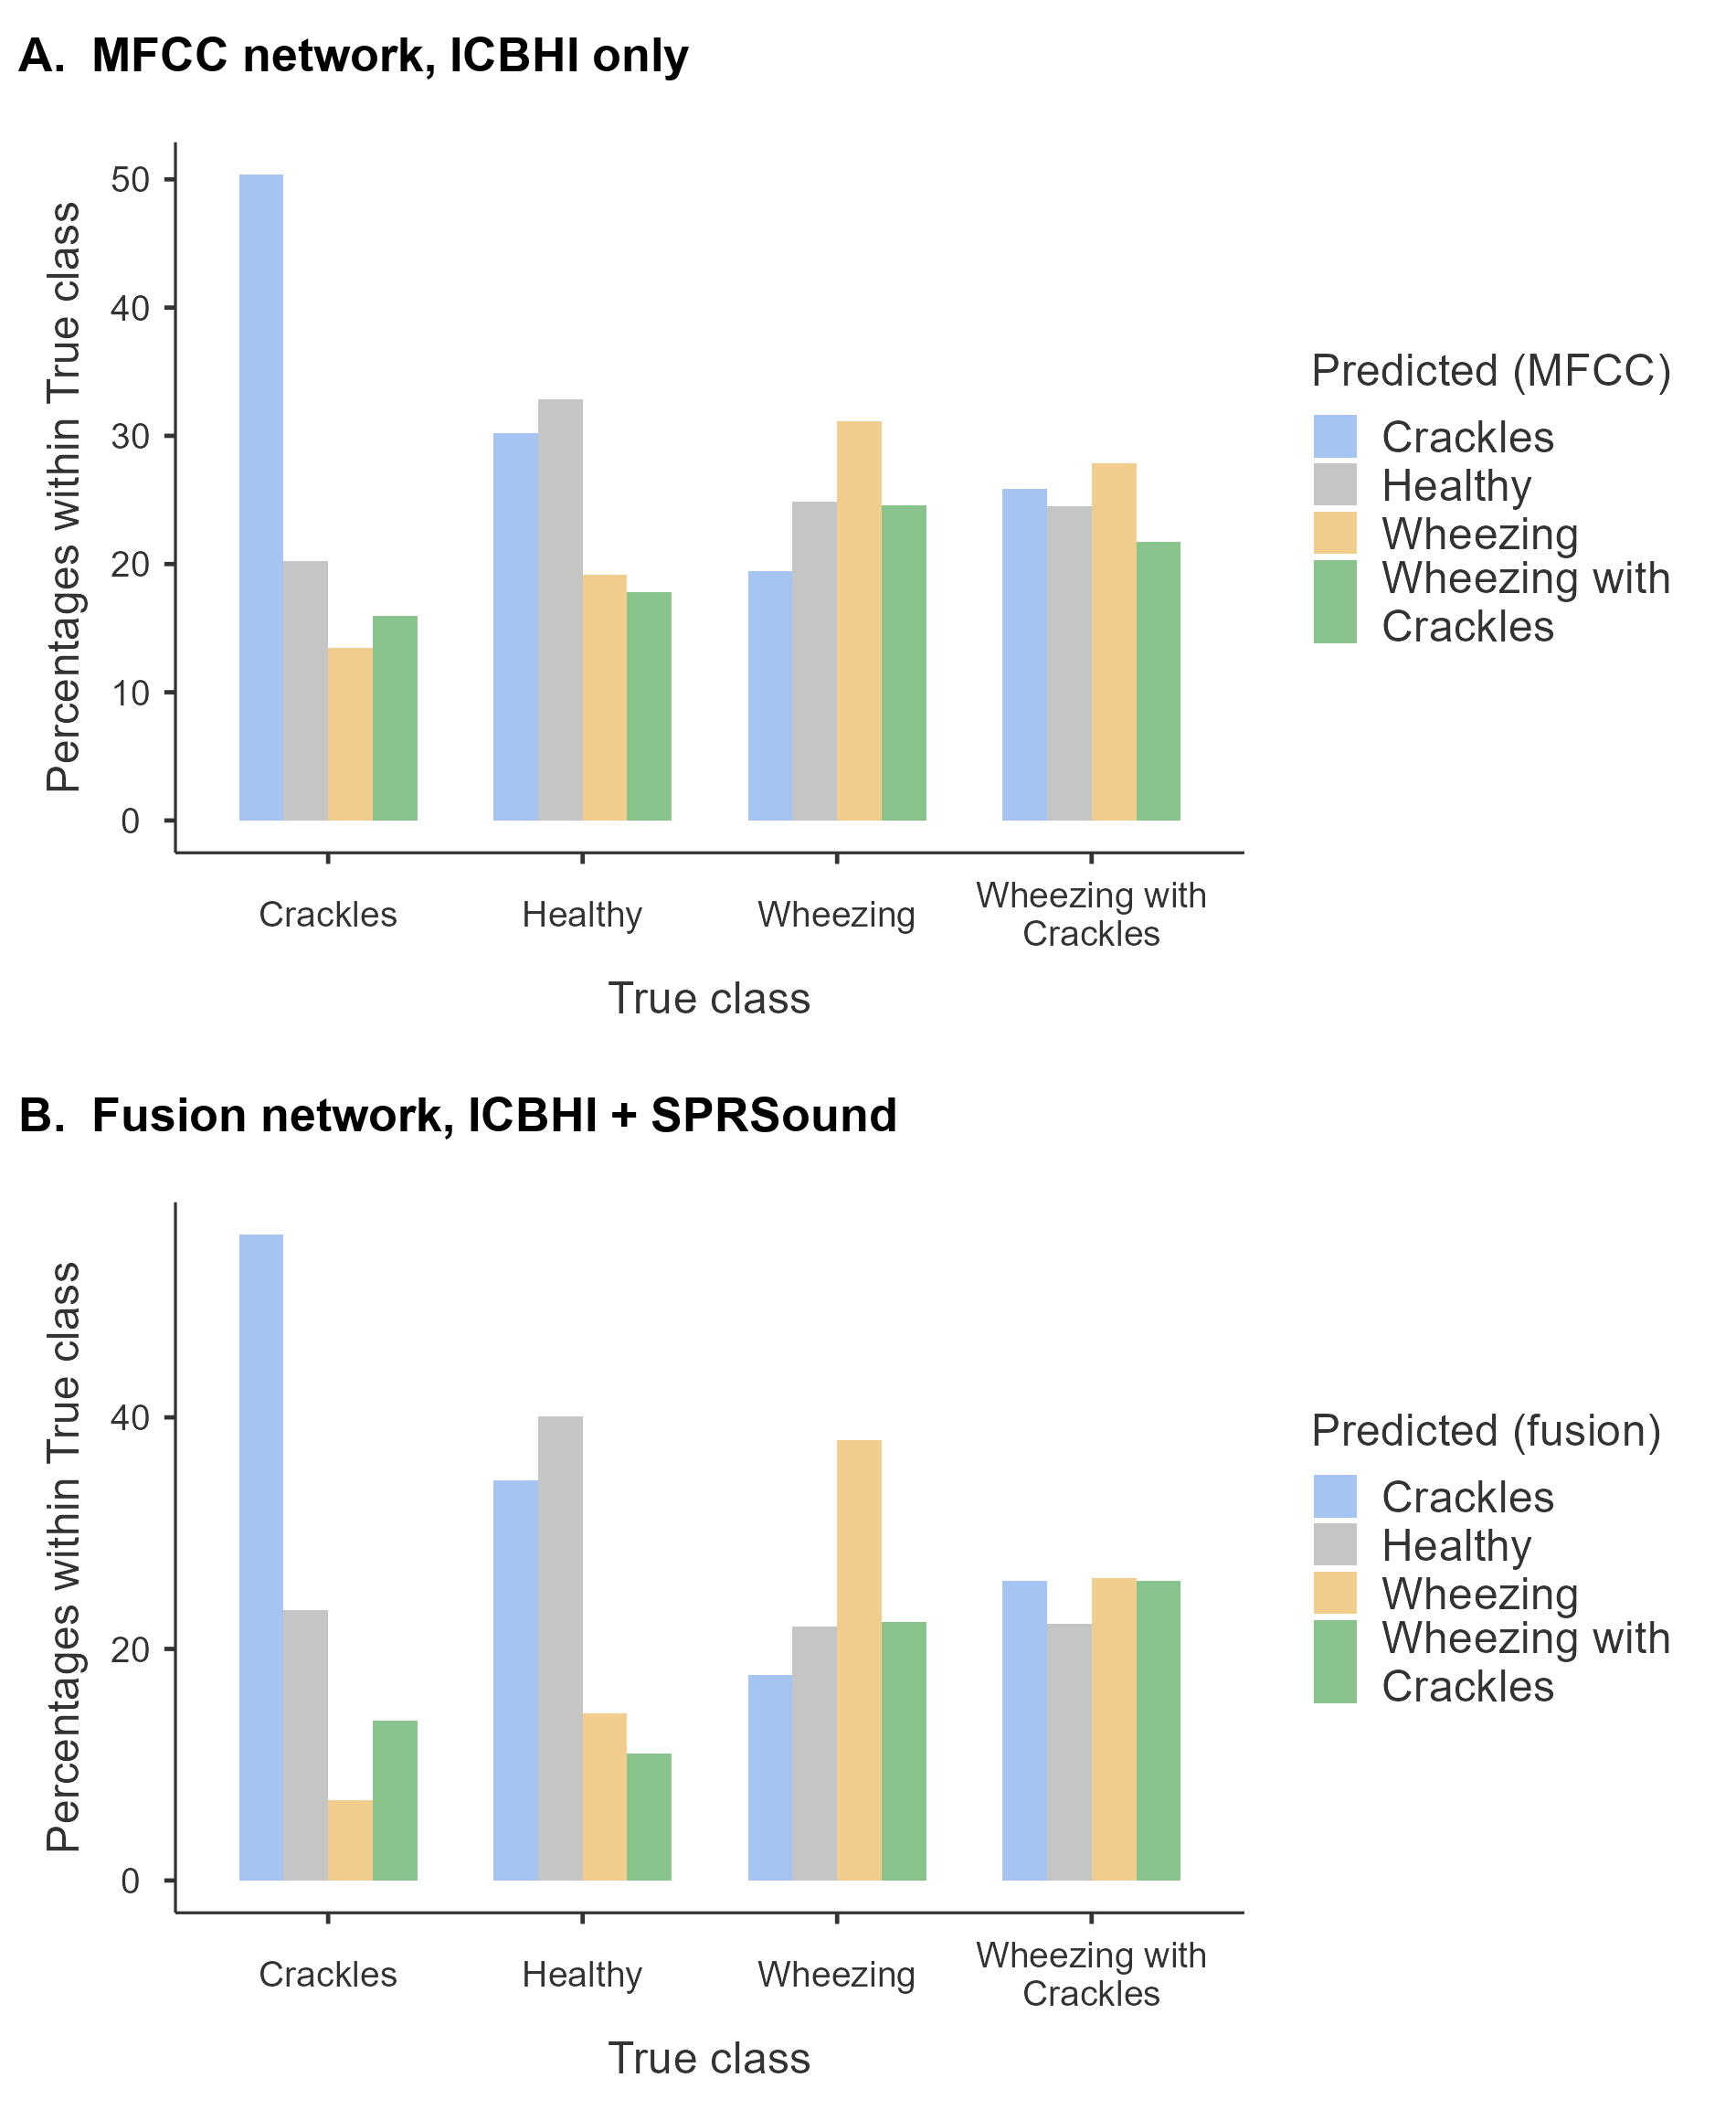 A. MFCC network, ICBHI only
Percentages within True class
50
40
30
20
10
0
Crackles
Healthy
Wheezing
Wheezing with
Crackles
True class
Predicted (MFCC)
Crackles
Healthy
Wheezing
Wheezing with
Crackles
B. Fusion network, ICBHI + SPRSound
Percentages within True class
40
20
0
Crackles
Healthy
Wheezing
Wheezing with
Crackles
True class
Predicted (fusion)
Crackles
Healthy
Wheezing
Wheezing with
Crackles